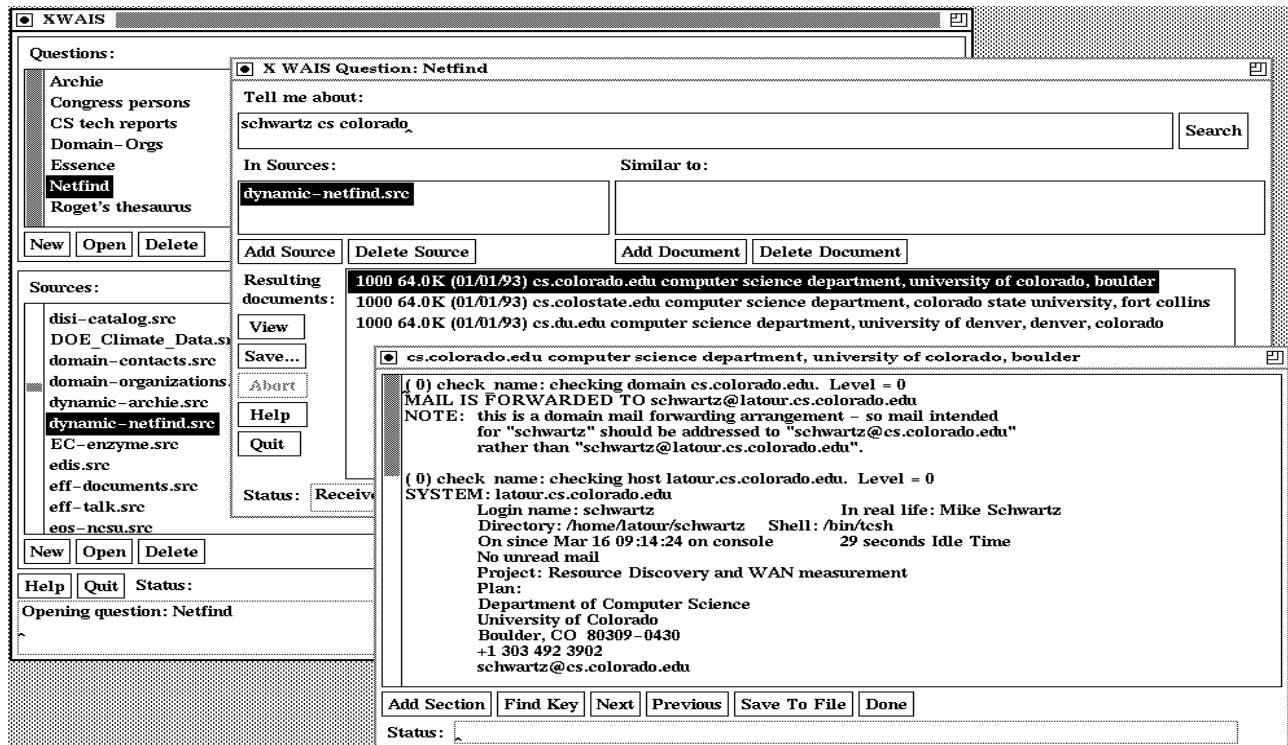 XWAIS
Questions:
Archie
Congress persons
CS tech reports
Domain-Orgs
Essence
Netfind
Roget's thesaurus
New Open Delete
Sources:
disi-catalog.src
DOE_Climate_Data.sr
domain-contacts.src
domain-organizations.
dynamic-archie.src
dynamic-netfind.src
EC-enzyme.src
edis.src
eff-documents.src
eff-talk.src
eos-ncsu.src
New Open Delete
Help Quit Status:
Opening question: Netfind
X WAIS Question: Netfind
Tell me about:
schwartz cs colorado
Search
In Sources: Similar to:
dynamic-netfind.src
Add Source Delete Source Add Document Delete Document
Resulting documents:
1000 64.0K (01/01/93) cs.colorado.edu computer science department, university of colorado, boulder
1000 64.0K (01/01/93) cs.colostate.edu computer science department, colorado state university, fort collins
1000 64.0K (01/01/93) cs.du.edu computer science department, university of denver, denver, colorado
View
Save...
Abort
Help
Quit
Status: Receive
cs.colorado.edu computer science department, university of colorado, boulder
( 0) check_name: checking domain cs.colorado.edu. Level = 0
MAIL IS FORWARDED TO schwartz@latour.cs.colorado.edu
NOTE: this is a domain mail forwarding arrangement - so mail intended
for "schwartz" should be addressed to "schwartz@cs.colorado.edu"
rather than "schwartz@latour.cs.colorado.edu".
( 0) check_name: checking host latour.cs.colorado.edu. Level = 0
SYSTEM: latour.cs.colorado.edu
Login name: schwartz In real life: Mike Schwartz
Directory: /home/latour/schwartz Shell: /bin/tcsh
On since Mar 16 09:14:24 on console 29 seconds Idle Time
No unread mail
Project: Resource Discovery and WAN measurement
Plan:
Department of Computer Science
University of Colorado
Boulder, CO 80309-0430
+1 303 492 3902
schwartz@cs.colorado.edu
Add Section Find Key Next Previous Save To File Done
Status: